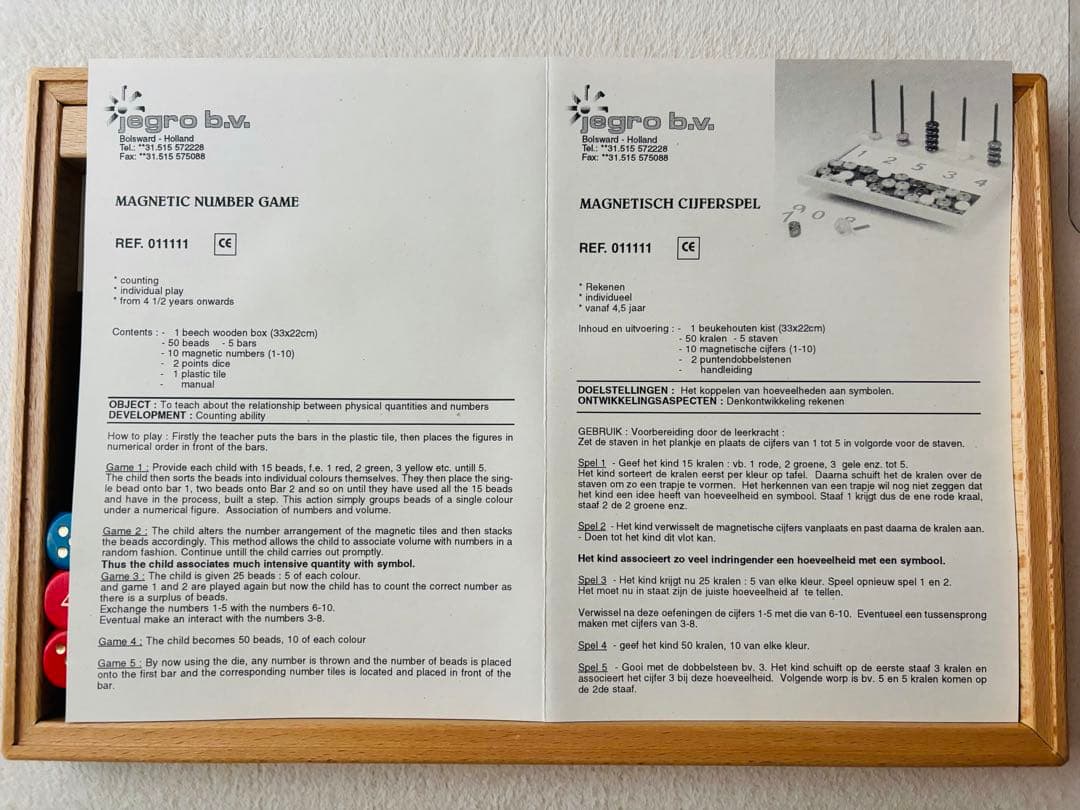 jegro b.v.
Bolsward - Holland
Tel.: **31.515 572228
Fax: **31.515 575088
MAGNETIC NUMBER GAME
REF. 011111 CE
* counting
* individual play
* from 4 1/2 years onwards
Contents : - 1 beech wooden box (33x22cm)
- 50 beads - 5 bars
- 10 magnetic numbers (1-10)
- 2 points dice
- 1 plastic tile
- manual
OBJECT : To teach about the relationship between physical quantities and numbers
DEVELOPMENT : Counting ability
How to play : Firstly the teacher puts the bars in the plastic tile, then places the figures in
numerical order in front of the bars.
Game 1 : Provide each child with 15 beads, f.e. 1 red, 2 green, 3 yellow etc. untill 5.
The child then sorts the beads into individual colours themselves. They then place the sin-
gle bead onto bar 1, two beads onto Bar 2 and so on until they have used all the 15 beads
and have in the process, built a step. This action simply groups beads of a single colour
under a numerical figure. Association of numbers and volume.
Game 2 : The child alters the number arrangement of the magnetic tiles and then stacks
the beads accordingly. This method allows the child to associate volume with numbers in a
random fashion. Continue untill the child carries out promptly.
Thus the child associates much intensive quantity with symbol.
Game 3 : The child is given 25 beads : 5 of each colour.
and game 1 and 2 are played again but now the child has to count the correct number as
there is a surplus of beads.
Exchange the numbers 1-5 with the numbers 6-10.
Eventual make an interact with the numbers 3-8.
Game 4 : The child becomes 50 beads, 10 of each colour
Game 5 : By now using the die, any number is thrown and the number of beads is placed
onto the first bar and the corresponding number tiles is located and placed in front of the
bar.
jegro b.v.
Bolsward - Holland
Tel.: **31.515 572228
Fax: **31.515 575088
MAGNETISCH CIJFERSPEL
REF. 011111 CE
* Rekenen
* individueel
* vanaf 4,5 jaar
Inhoud en uitvoering : - 1 beukehouten kist (33x22cm)
- 50 kralen - 5 staven
- 10 magnetische cijfers (1-10)
- 2 puntendobbelstenen
- handleiding
DOELSTELLINGEN : Het koppelen van hoeveelheden aan symbolen.
ONTWIKKELINGSASPECTEN : Denkontwikkeling rekenen
GEBRUIK : Voorbereiding door de leerkracht :
Zet de staven in het plankje en plaats de cijfers van 1 tot 5 in volgorde voor de staven.
Spel 1 - Geef het kind 15 kralen : vb. 1 rode, 2 groene, 3 gele enz. tot 5.
Het kind sorteert de kralen eerst per kleur op tafel. Daarna schuift het de kralen over de
staven om zo een trapje te vormen. Het herkennen van een trapje wil nog niet zeggen dat
het kind een idee heeft van hoeveelheid en symbool. Staaf 1 krijgt dus de ene rode kraal,
staaf 2 de 2 groene enz.
Spel 2 - Het kind verwisselt de magnetische cijfers vanplaats en past daarna de kralen aan.
- Doen tot het kind dit vlot kan.
Het kind associeert zo veel indringender een hoeveelheid met een symbool.
Spel 3 - Het kind krijgt nu 25 kralen : 5 van elke kleur. Speel opnieuw spel 1 en 2.
Het moet nu in staat zijn de juiste hoeveelheid af te tellen.
Verwissel na deze oefeningen de cijfers 1-5 met die van 6-10. Eventueel een tussensprong
maken met cijfers van 3-8.
Spel 4 - geef het kind 50 kralen, 10 van elke kleur.
Spel 5 - Gooi met de dobbelsteen bv. 3. Het kind schuift op de eerste staaf 3 kralen en
associeert het cijfer 3 bij deze hoeveelheid. Volgende worp is bv. 5 en 5 kralen komen op
de 2de staaf.
1 2 5 3 4
7 9 0 8
4